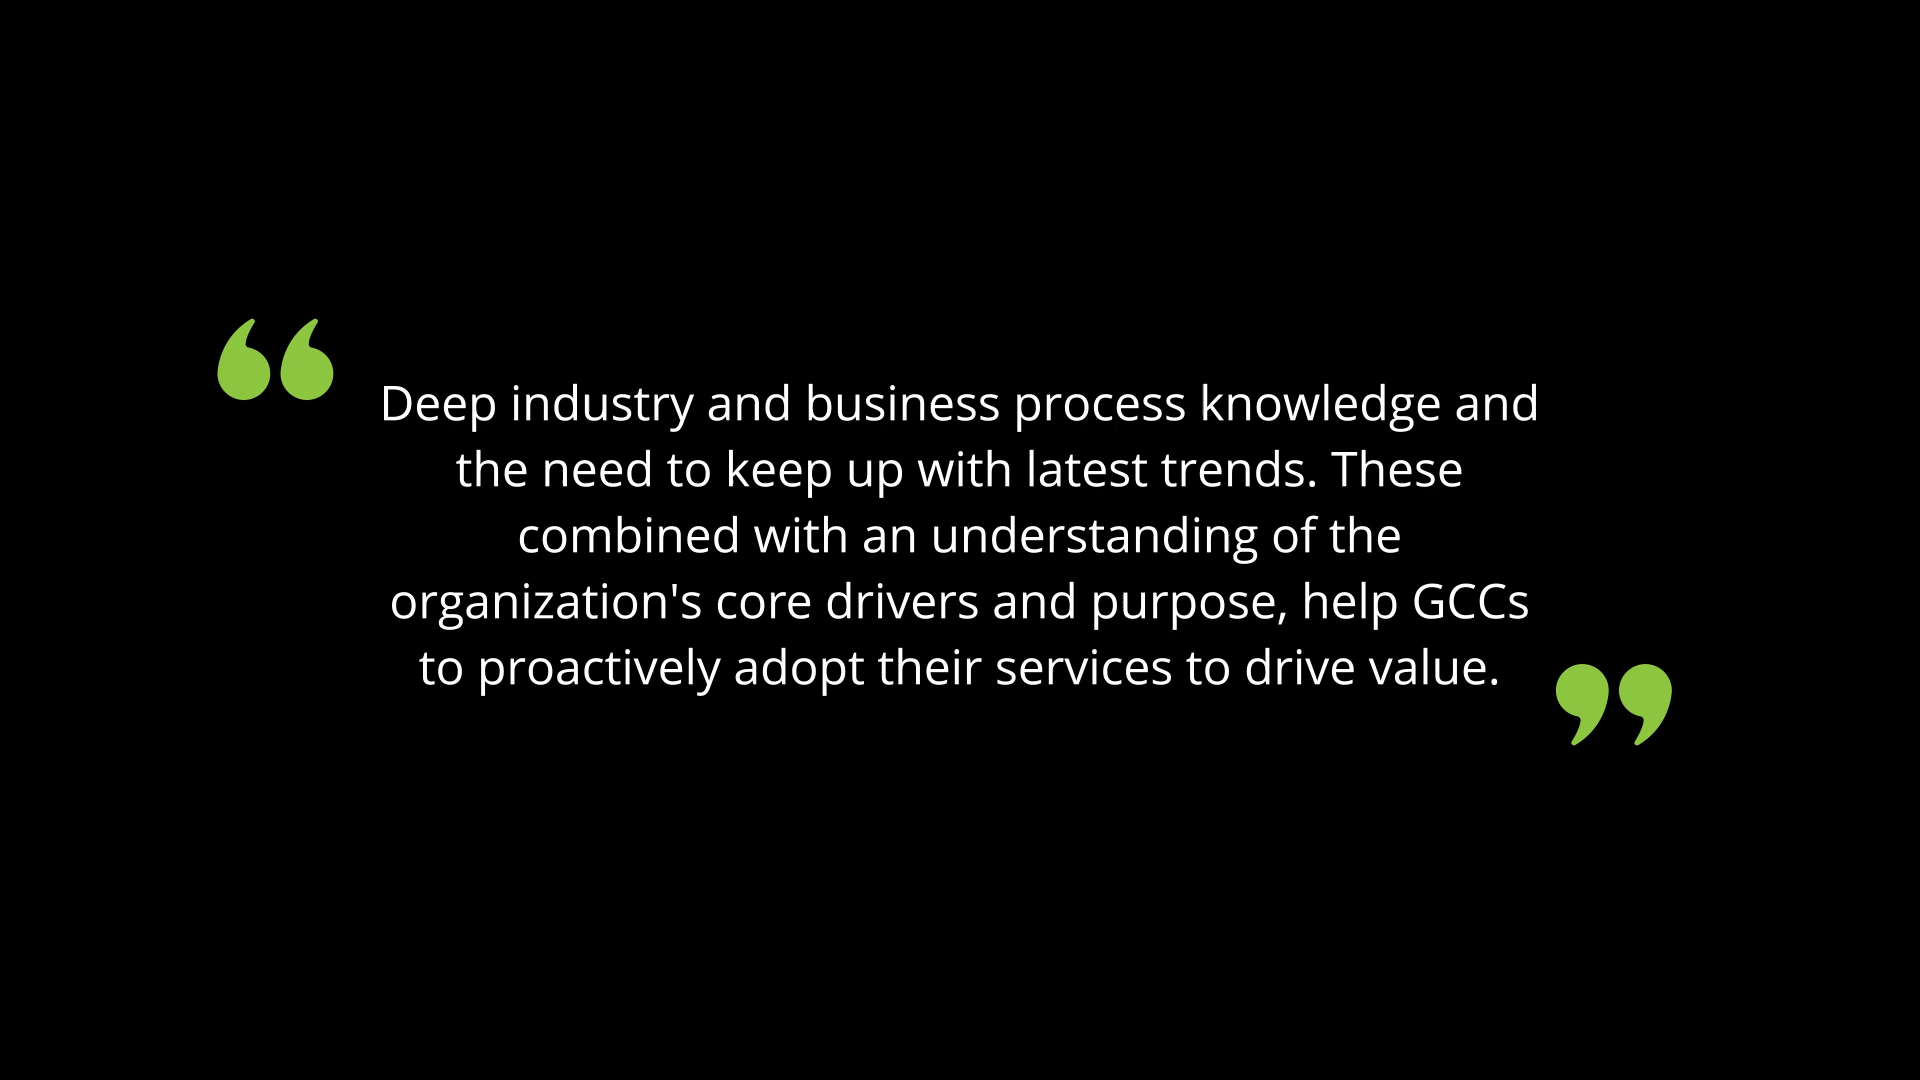 “
Deep industry and business process knowledge and
the need to keep up with latest trends. These
combined with an understanding of the
organization's core drivers and purpose, help GCCs
to proactively adopt their services to drive value.
”